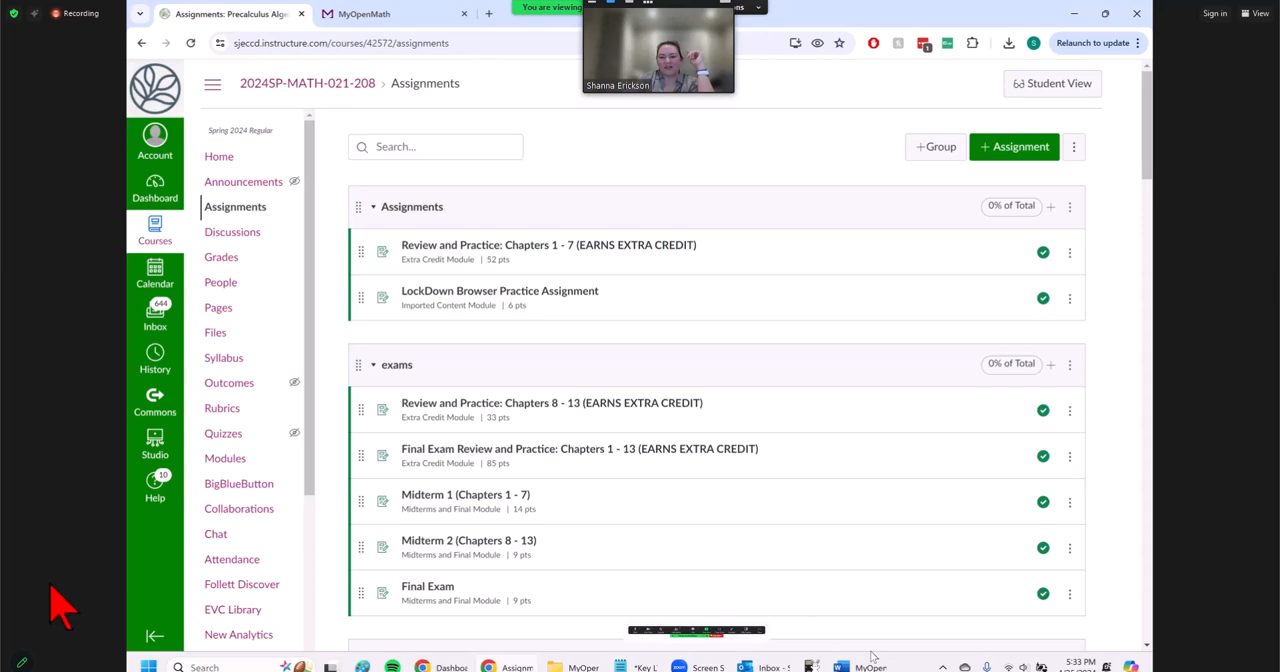 Recording
Assignments: Precalculus Alge
MyOpenMath
You are viewing
Sign in
View
sjeccd.instructure.com/courses/42572/assignments
Relaunch to update
Shanna Erickson
2024SP-MATH-021-208 › Assignments
Student View
Account
Dashboard
Courses
Calendar
644
Inbox
History
Commons
Studio
10
Help
Spring 2024 Regular
Home
Announcements
Assignments
Discussions
Grades
People
Pages
Files
Syllabus
Outcomes
Rubrics
Quizzes
Modules
BigBlueButton
Collaborations
Chat
Attendance
Follett Discover
EVC Library
New Analytics
Search...
+Group
+ Assignment
Assignments
0% of Total
Review and Practice: Chapters 1 - 7 (EARNS EXTRA CREDIT)
Extra Credit Module | 52 pts
LockDown Browser Practice Assignment
Imported Content Module | 6 pts
exams
0% of Total
Review and Practice: Chapters 8 - 13 (EARNS EXTRA CREDIT)
Extra Credit Module | 33 pts
Final Exam Review and Practice: Chapters 1 - 13 (EARNS EXTRA CREDIT)
Extra Credit Module | 85 pts
Midterm 1 (Chapters 1 - 7)
Midterms and Final Module | 14 pts
Midterm 2 (Chapters 8 - 13)
Midterms and Final Module | 9 pts
Final Exam
Midterms and Final Module | 9 pts
Search
Dashbo
Assignm
MyOper
*Key L
Screen S
Inbox - S
MyOper
5:33 PM